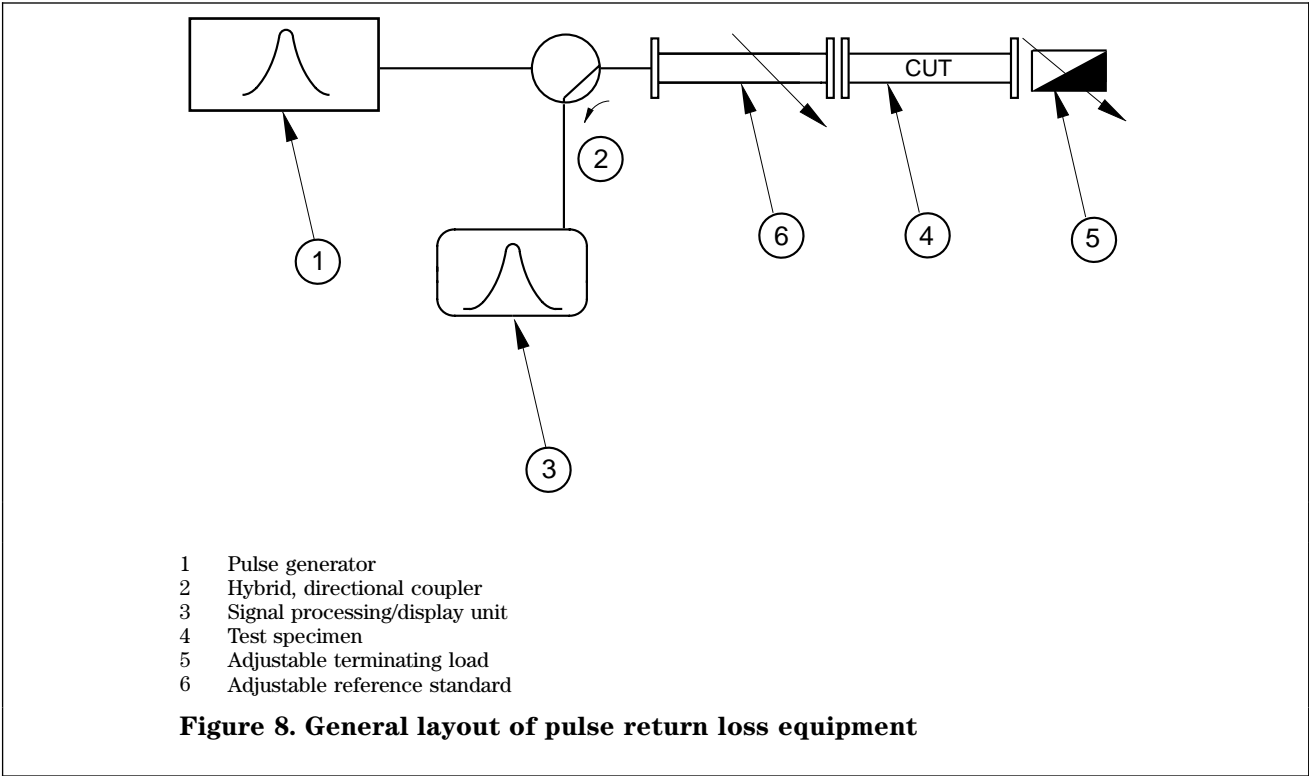 CUT
2
6
4
5
1
3
1 Pulse generator
2 Hybrid, directional coupler
3 Signal processing/display unit
4 Test specimen
5 Adjustable terminating load
6 Adjustable reference standard
Figure 8. General layout of pulse return loss equipment